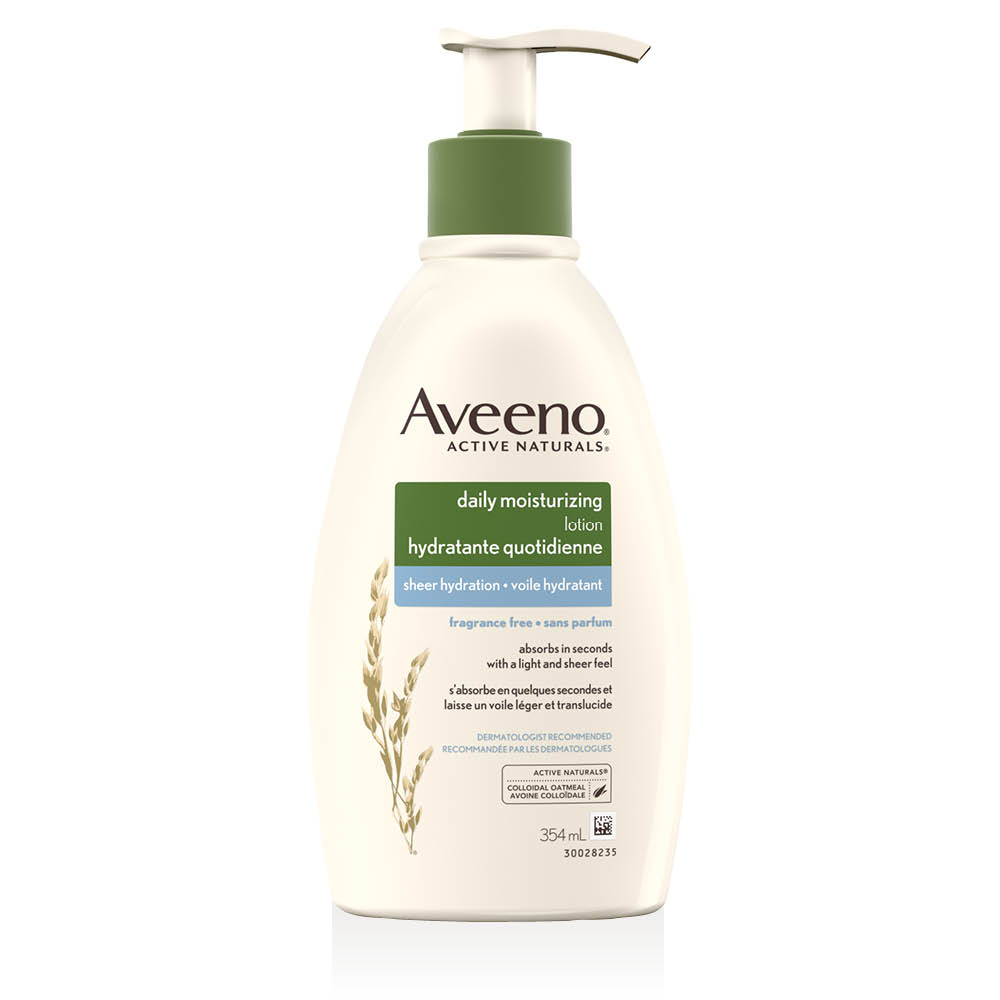 Aveeno®
ACTIVE NATURALS®
daily moisturizing
lotion
hydratante quotidienne
sheer hydration • voile hydratant
fragrance free • sans parfum
absorbs in seconds
with a light and sheer feel
s'absorbe en quelques secondes et
laisse un voile léger et translucide
DERMATOLOGIST RECOMMENDED
RECOMMANDÉE PAR LES DERMATOLOGUES
ACTIVE NATURALS®
COLLOIDAL OATMEAL
AVOINE COLLOÏDALE
354 mL
30028235